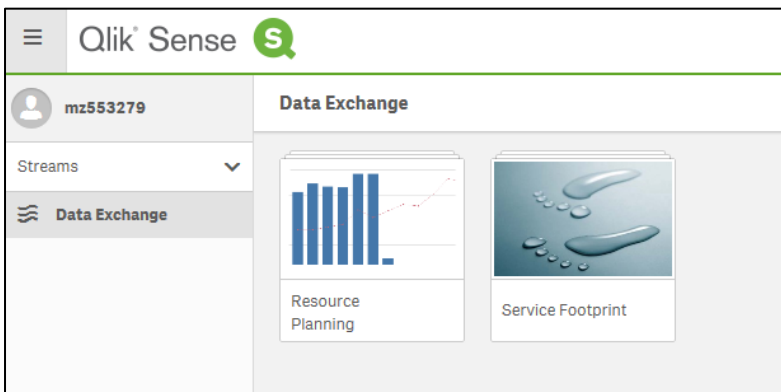 Qlik® Sense S
mz553279
Data Exchange
Streams
Data Exchange
Resource
Planning
Service Footprint